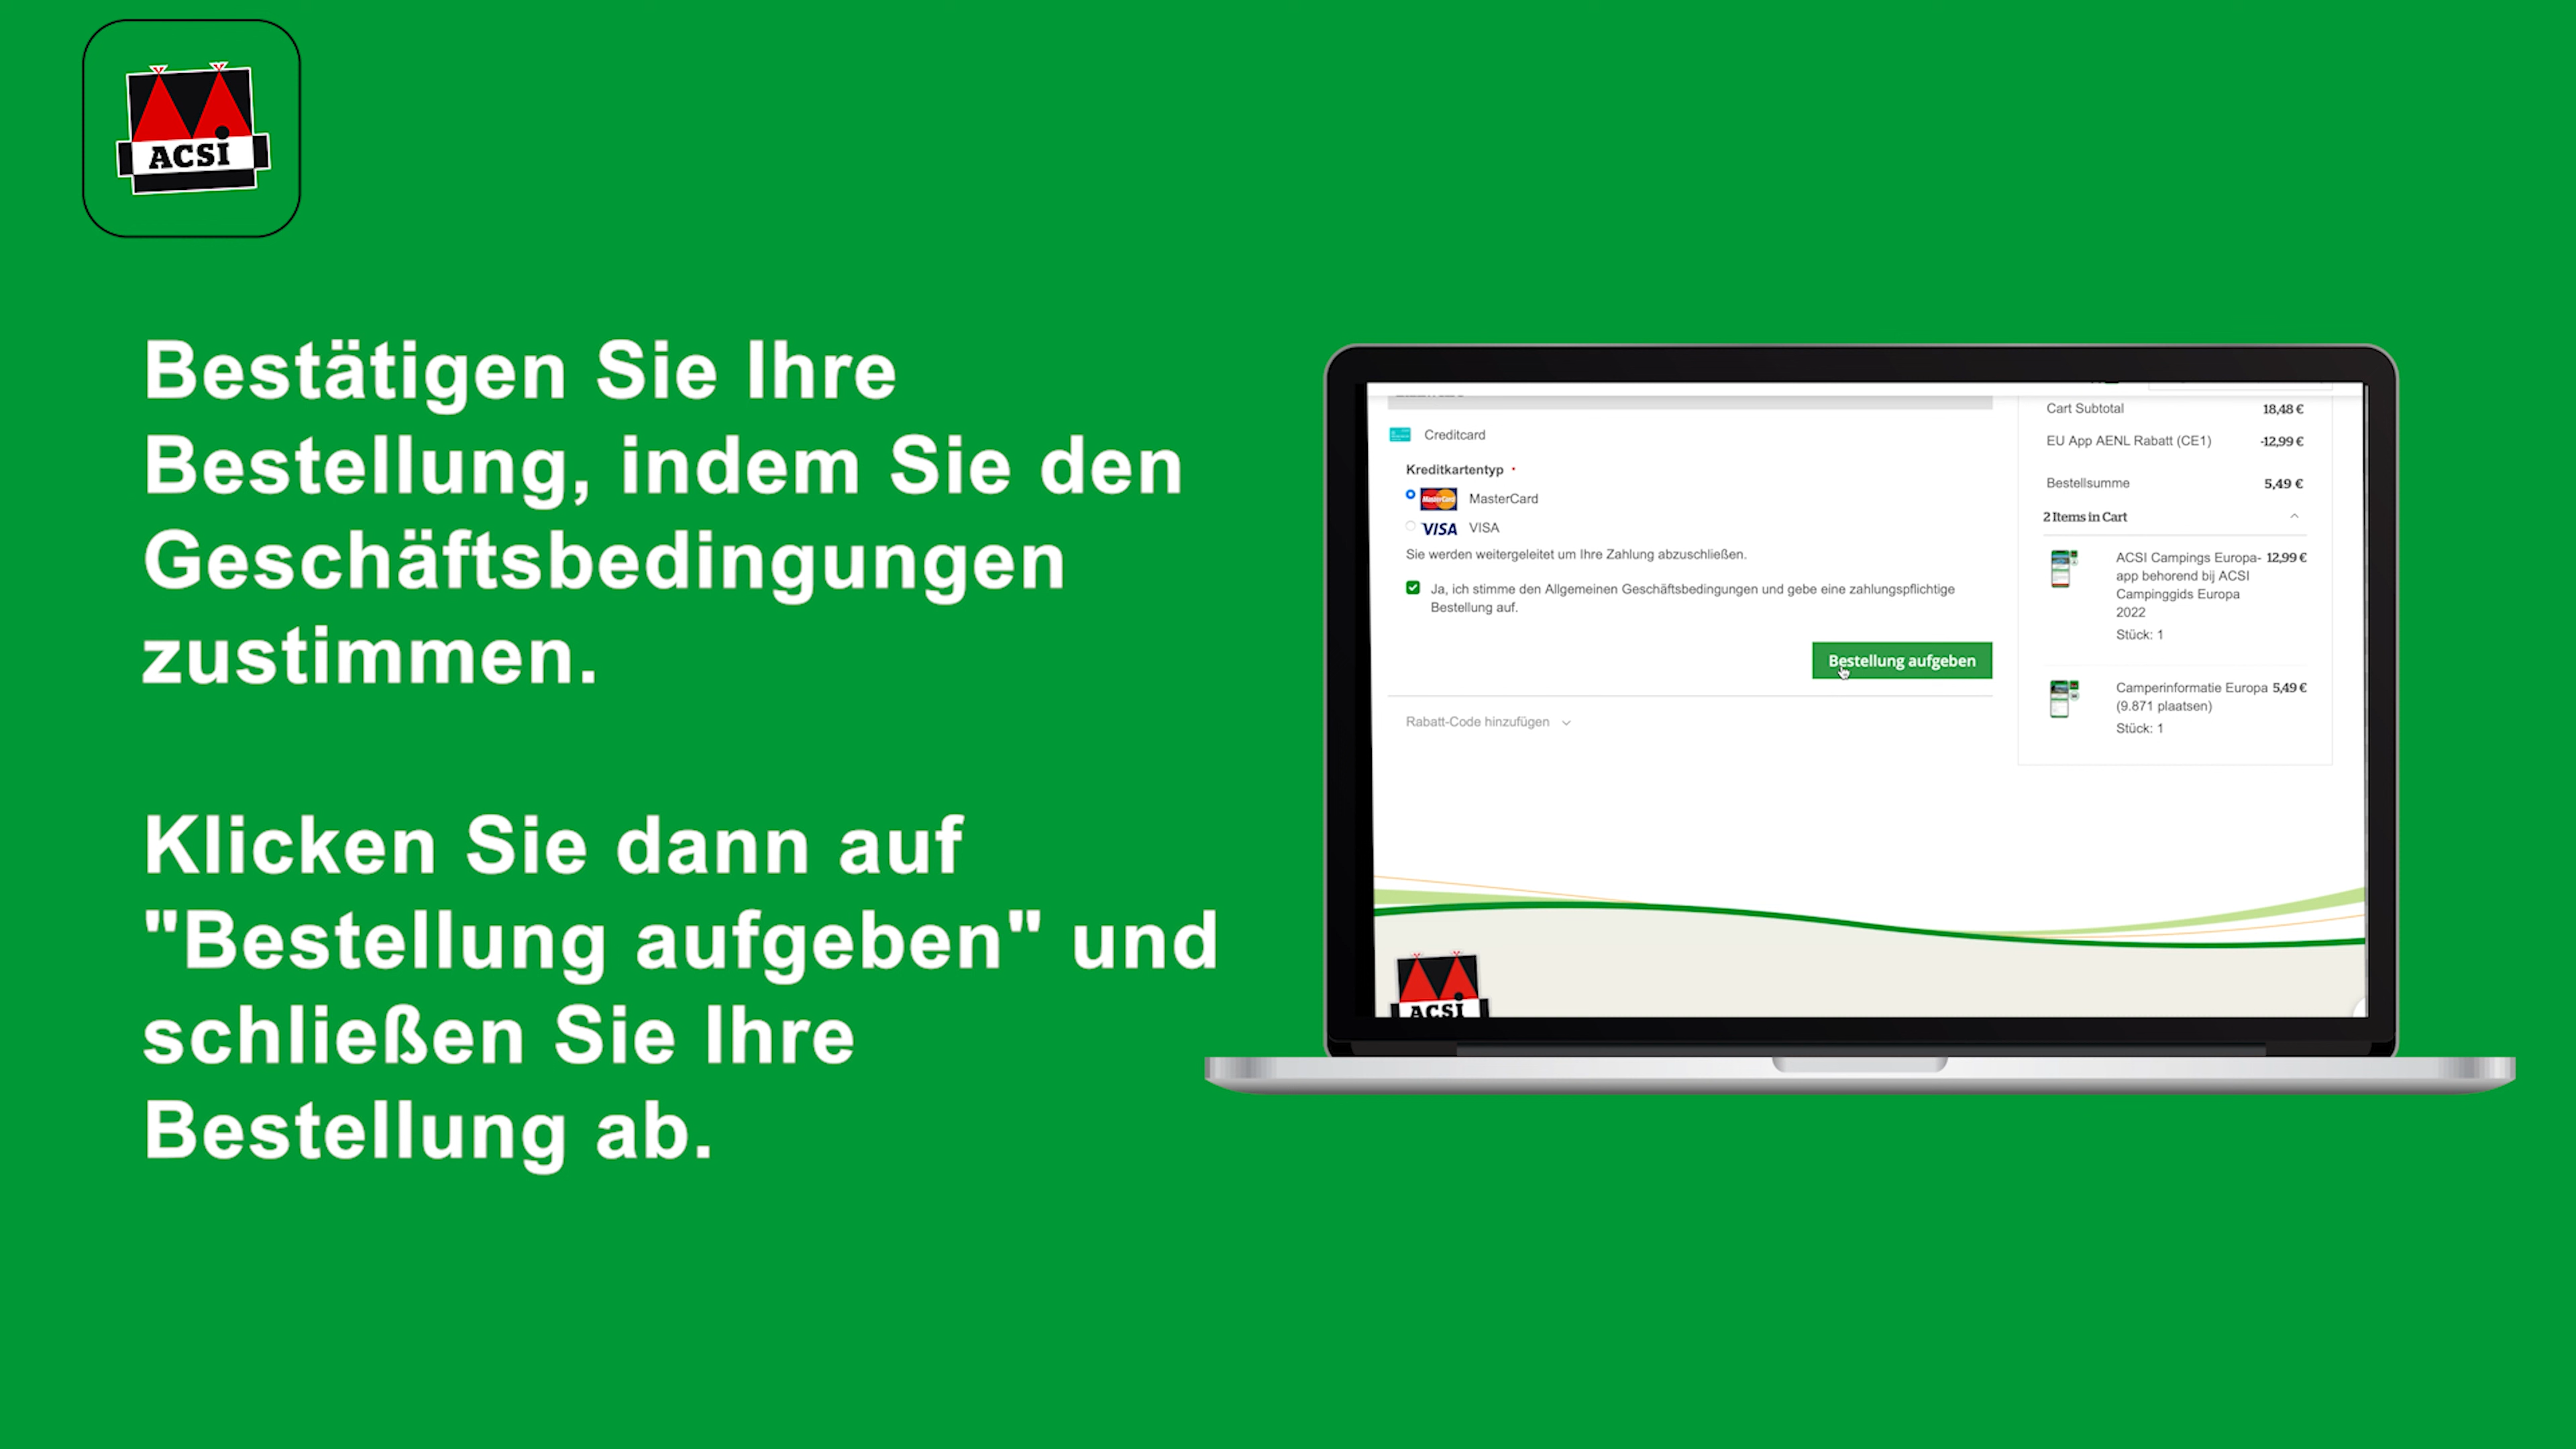 ACSI
Bestätigen Sie Ihre
Bestellung, indem Sie den
Geschäftsbedingungen
zustimmen.
Klicken Sie dann auf
"Bestellung aufgeben" und
schließen Sie Ihre
Bestellung ab.
Creditcard
Kreditkartentyp •
MasterCard MasterCard
VISA VISA
Sie werden weitergeleitet um Ihre Zahlung abzuschließen.
Ja, ich stimme den Allgemeinen Geschäftsbedingungen und gebe eine zahlungspflichtige
Bestellung auf.
Bestellung aufgeben
Rabatt-Code hinzufügen
Cart Subtotal 18,48 €
EU App AENL Rabatt (CE1) -12,99 €
Bestellsumme 5,49 €
2 Items in Cart
ACSI Campings Europa- 12,99 €
app behorend bij ACSI
Campinggids Europa
2022
Stück: 1
Camperinformatie Europa 5,49 €
(9.871 plaatsen)
Stück: 1
ACSI